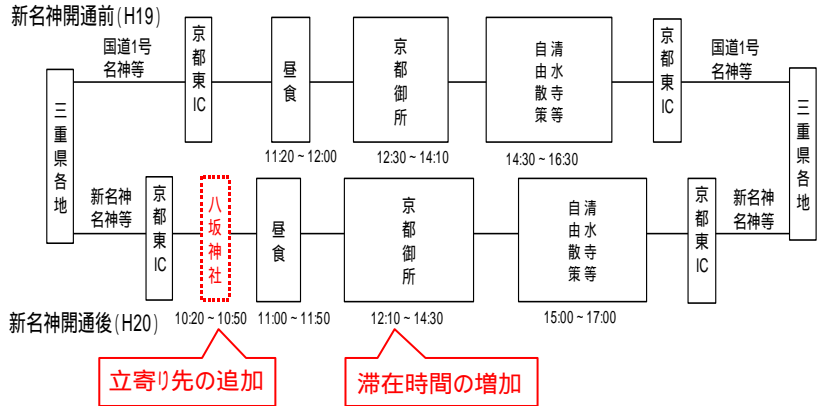 新名神開通前(H19)
国道1号
名神等
京都東IC
昼食
京都御所
清水寺等
自由散策
京都東IC
国道1号
名神等
三重県各地
三重県各地
11:20~12:00
12:30~14:10
14:30~16:30
新名神
名神等
京都東IC
八坂神社
昼食
京都御所
清水寺等
自由散策
京都東IC
新名神
名神等
新名神開通後(H20)
10:20~10:50
11:00~11:50
12:10~14:30
15:00~17:00
立寄り先の追加
滞在時間の増加